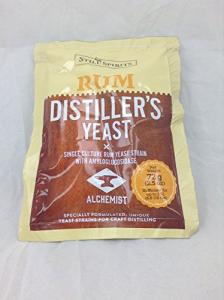 STILL SPIRITS
RUM
DISTILLER'S
YEAST
SINGLE CULTURE RUM YEAST STRAIN
WITH AMYLOGLUCOSIDASE
ALCHEMIST
SPECIALLY FORMULATED, UNIQUE
YEAST STRAINS FOR CRAFT DISTILLING